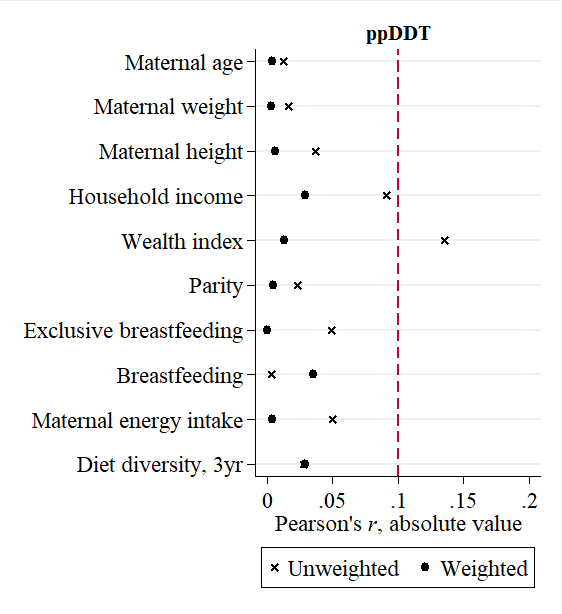 ppDDT
Maternal age
Maternal weight
Maternal height
Household income
Wealth index
Parity
Exclusive breastfeeding
Breastfeeding
Maternal energy intake
Diet diversity, 3yr
0 .05 .1 .15 .2
Pearson's r, absolute value
Unweighted Weighted